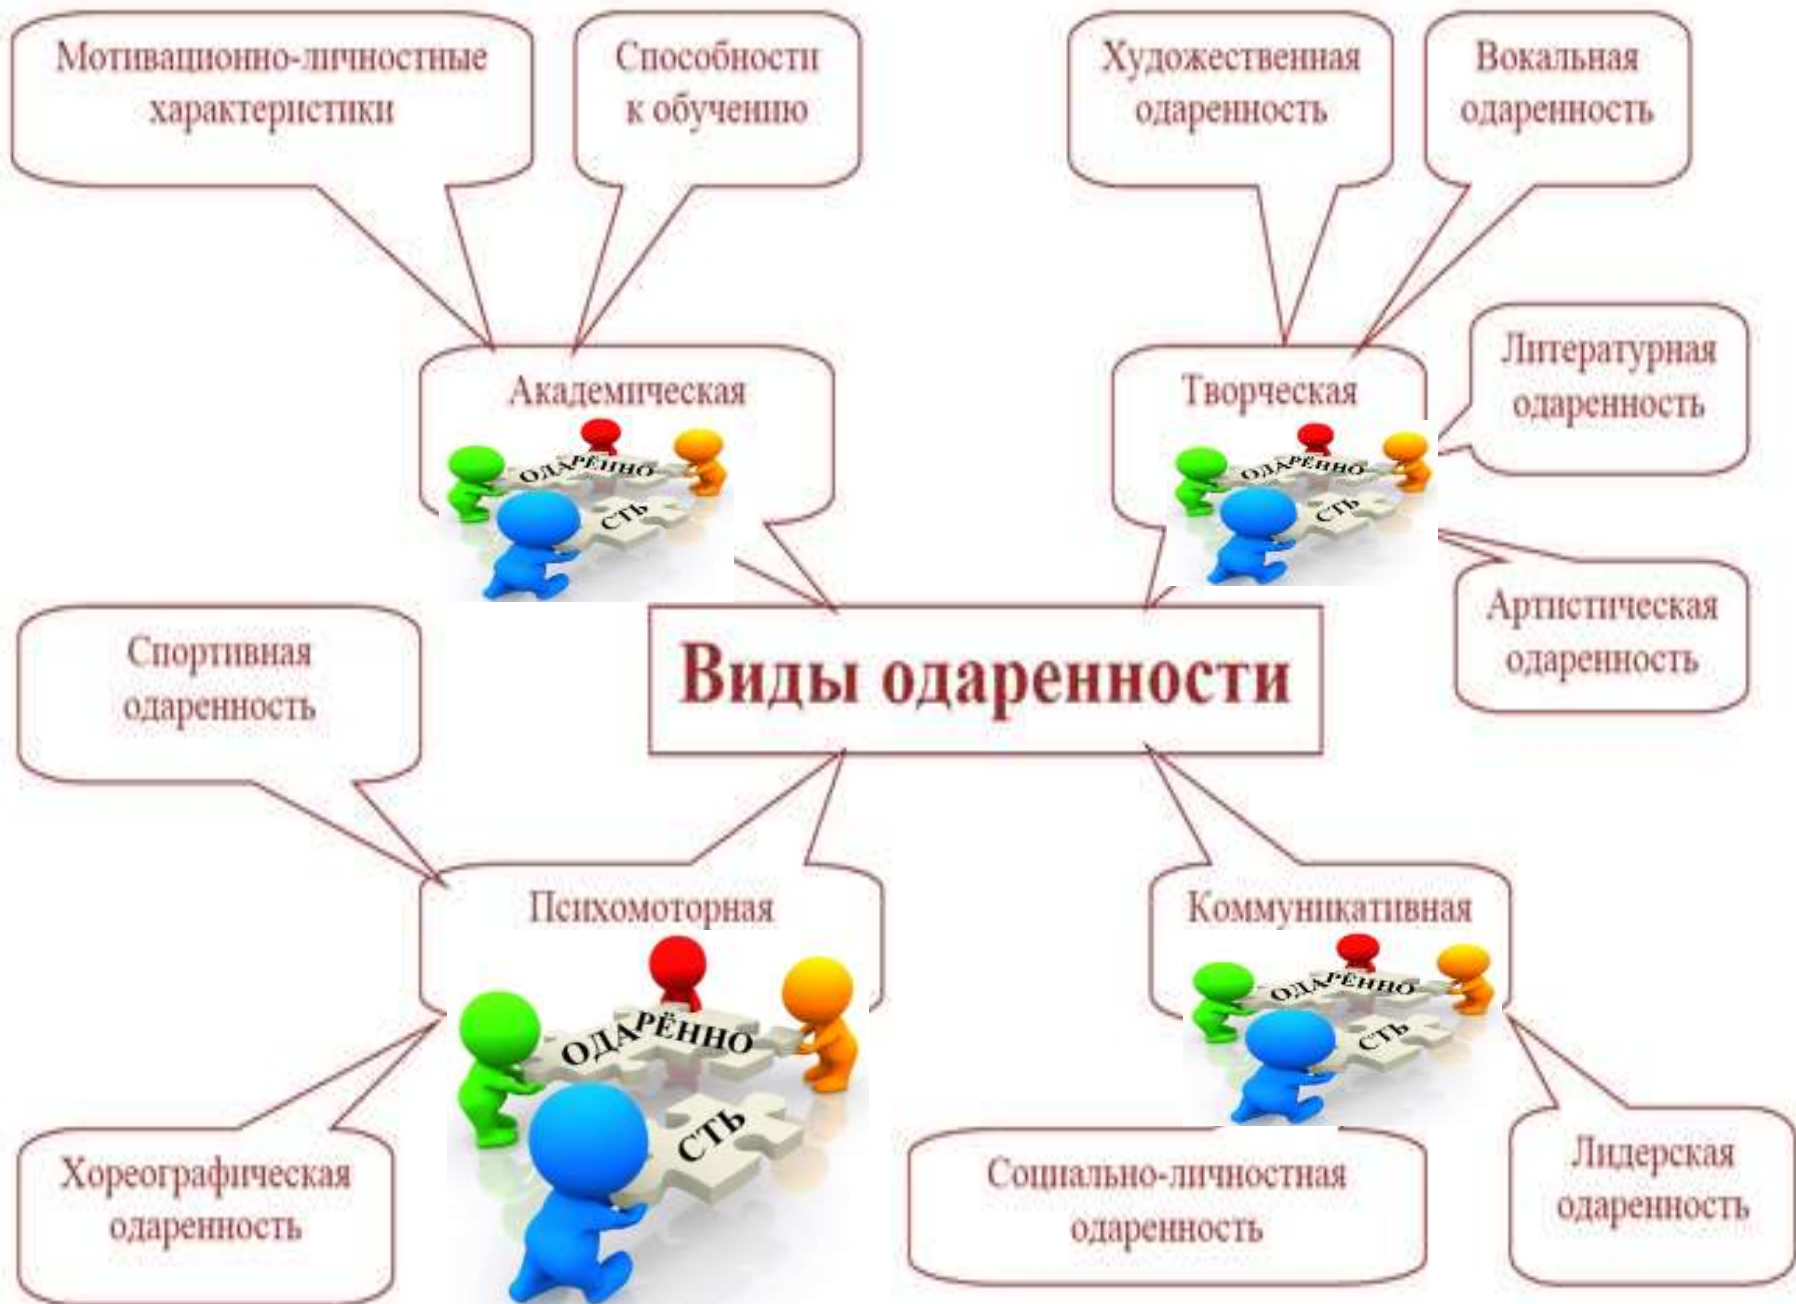 Мотивационно-личностные
характеристики
Способности
к обучению
Художественная
одаренность
Вокальная
одаренность
Академическая
ОДАРЁННО
СТЬ
Творческая
ОДАРЁННО
СТЬ
Литературная
одаренность
Артистическая
одаренность
Виды одаренности
Спортивная
одаренность
Психомоторная
ОДАРЁННО
СТЬ
Коммуникативная
ОДАРЁННО
СТЬ
Хореографическая
одаренность
Социально-личностная
одаренность
Лидерская
одаренность